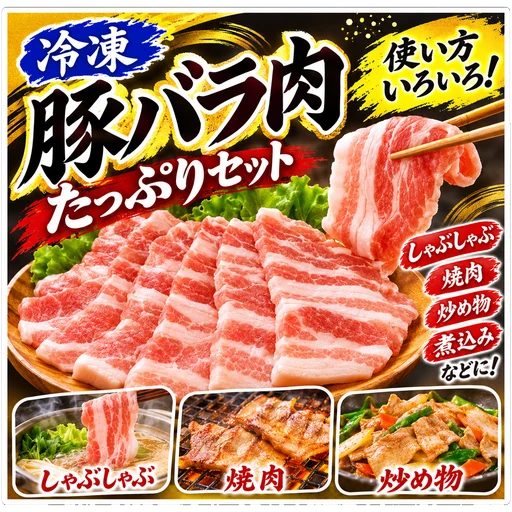 冷凍
豚バラ肉
たっぷりセット
使い方
いろいろ!
しゃぶしゃぶ
焼肉
炒め物
煮込み
などに!
しゃぶしゃぶ
焼肉
炒め物